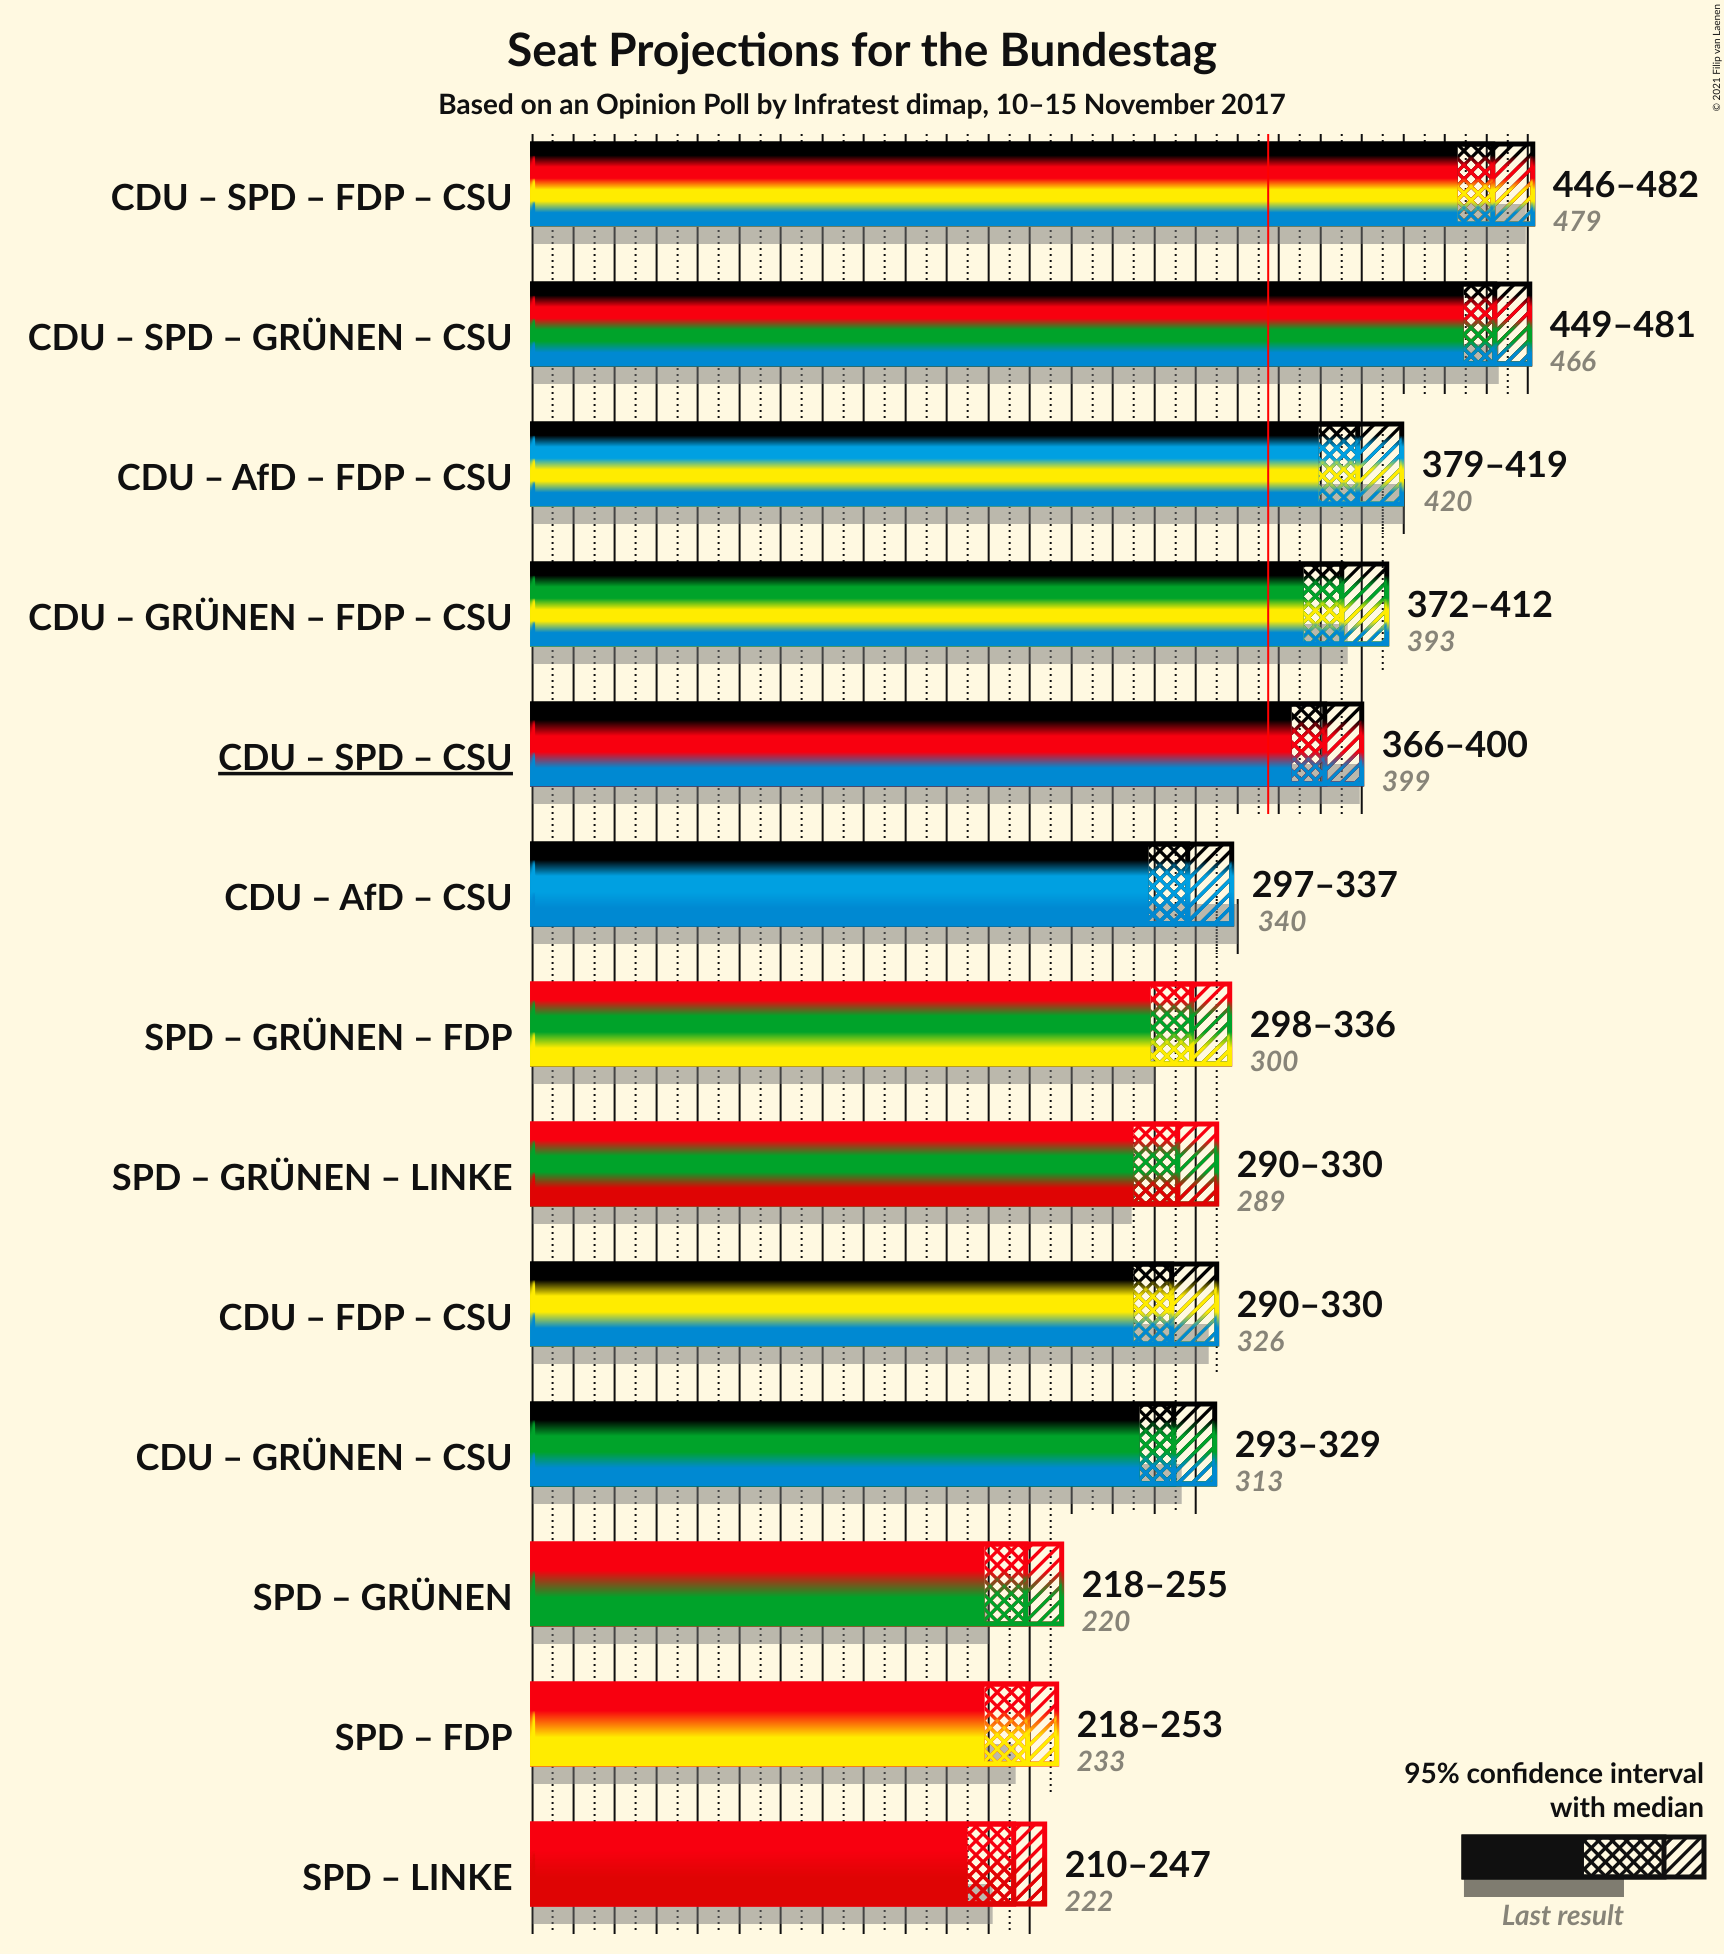 Seat Projections for the Bundestag
Based on an Opinion Poll by Infratest dimap, 10–15 November 2017
© 2021 Filip van Laenen
CDU – SPD – FDP – CSU
446–482
479
CDU – SPD – GRÜNEN – CSU
449–481
466
CDU – AfD – FDP – CSU
379–419
420
CDU – GRÜNEN – FDP – CSU
372–412
393
CDU – SPD – CSU
366–400
399
CDU – AfD – CSU
297–337
340
SPD – GRÜNEN – FDP
298–336
300
SPD – GRÜNEN – LINKE
290–330
289
CDU – FDP – CSU
290–330
326
CDU – GRÜNEN – CSU
293–329
313
SPD – GRÜNEN
218–255
220
SPD – FDP
218–253
233
SPD – LINKE
210–247
222
95% confidence interval
with median
Last result